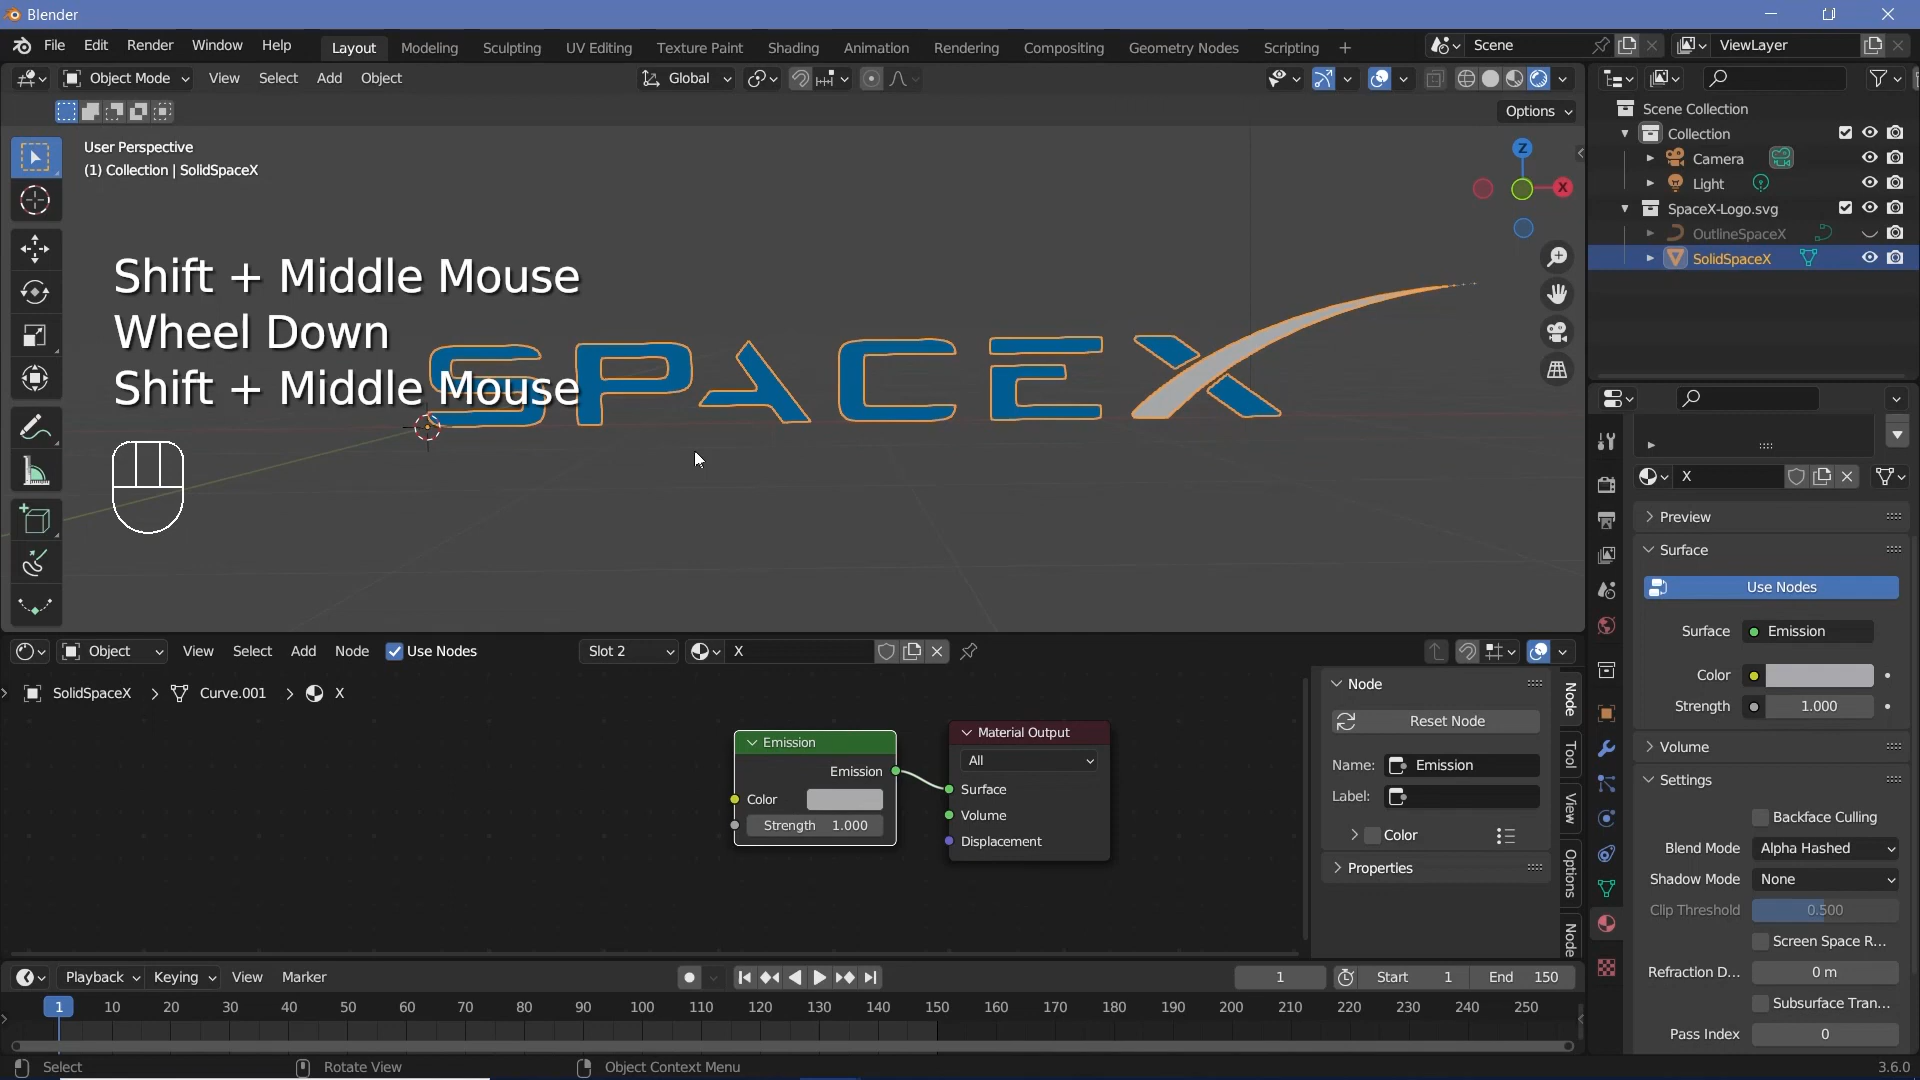 Blender
File Edit Render Window Help
Layout Modeling Sculpting UV Editing Texture Paint Shading Animation Rendering Compositing Geometry Nodes Scripting +
Scene
ViewLayer
Object Mode View Select Add Object
Global
Options
User Perspective
(1) Collection | SolidSpaceX
Z
X
Shift + Middle Mouse
Wheel Down
Shift + Middle Mouse
SPACEX
Scene Collection
Collection
Camera
Light
SpaceX-Logo.svg
OutlineSpaceX
SolidSpaceX
X
Preview
Surface
Use Nodes
Surface Emission
Color
Strength 1.000
Volume
Settings
Backface Culling
Blend Mode Alpha Hashed
Shadow Mode None
Clip Threshold 0.500
Screen Space R...
Refraction D... 0 m
Subsurface Tran...
Pass Index 0
Object View Select Add Node Use Nodes Slot 2 X
SolidSpaceX > Curve.001 > X
Emission
Emission
Color
Strength 1.000
Material Output
All
Surface
Volume
Displacement
Node
Reset Node
Name: Emission
Label:
Color
Properties
Node
Tool
View
Options
Node
Playback Keying View Marker
1 Start 1 End 150
1 10 20 30 40 50 60 70 80 90 100 110 120 130 140 150 160 170 180 190 200 210 220 230 240 250
Select Rotate View Object Context Menu 3.6.0